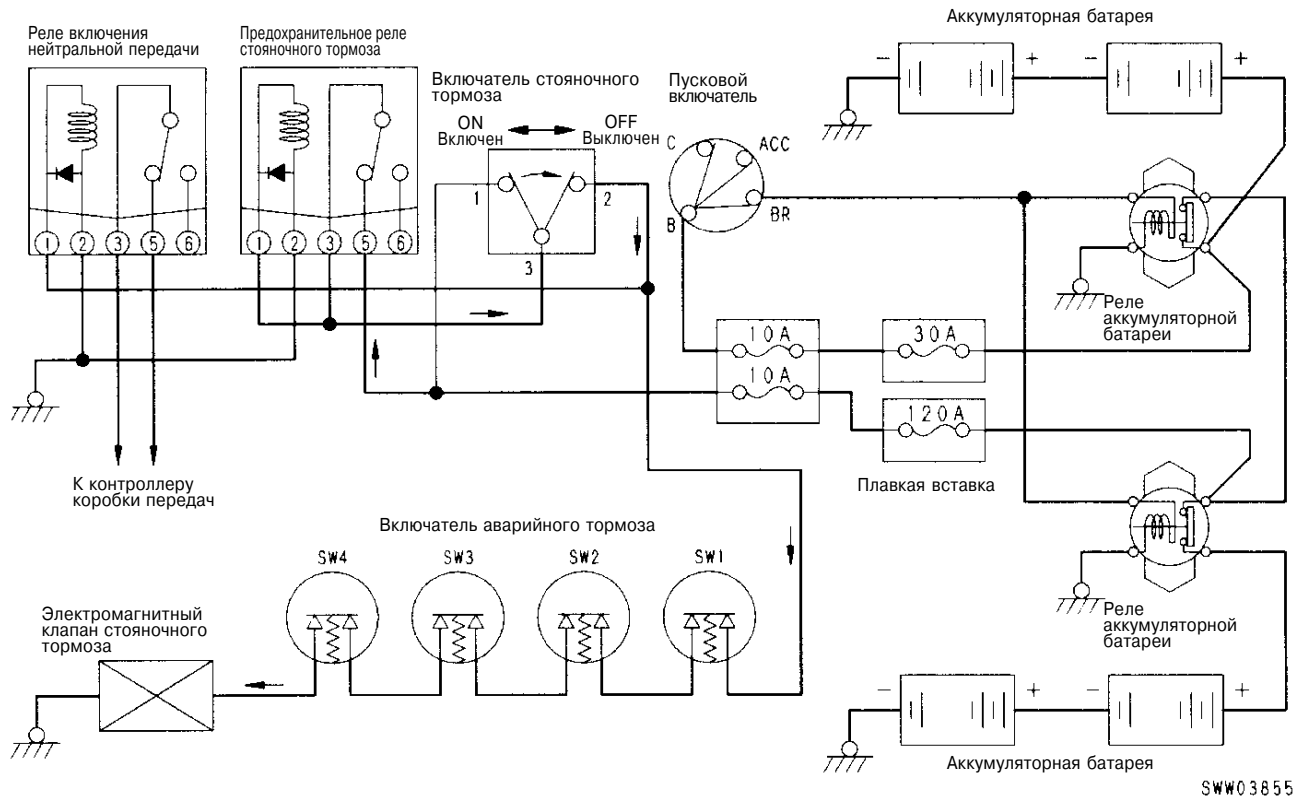 Аккумуляторная батарея
Реле включения
нейтральной передачи
Предохранительное реле
стояночного тормоза
Включатель стояночного
тормоза
Пусковой
включатель
ON
Включен
OFF
Выключен
C
ACC
B
BR
1
2
3
1
2
3
5
6
1
2
3
5
6
- + - +
Реле
аккумуляторной
батареи
10A
30A
10A
120A
Плавкая вставка
К контроллеру
коробки передач
Включатель аварийного тормоза
SW4
SW3
SW2
SW1
Электромагнитный
клапан стояночного
тормоза
Реле
аккумуляторной
батареи
- + - +
Аккумуляторная батарея
SWW03855